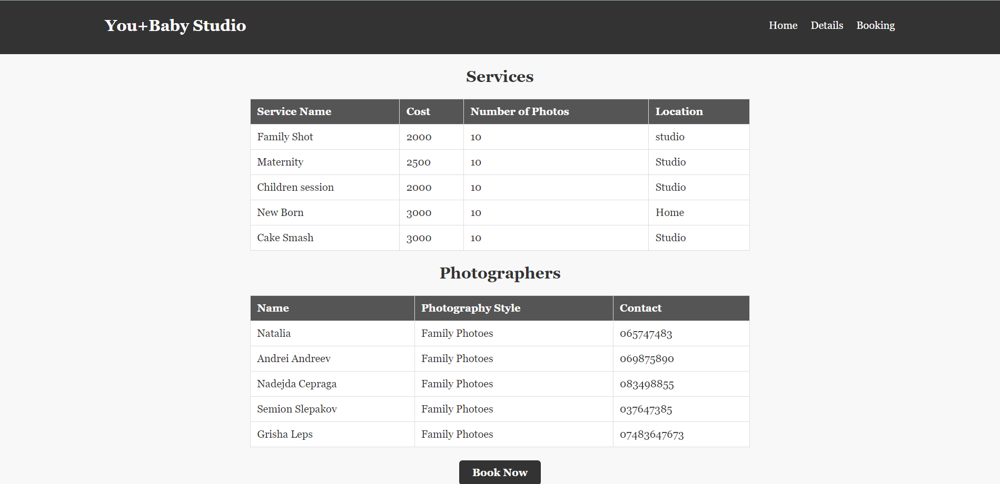 You+Baby Studio Home Details Booking
Services
Service Name Cost Number of Photos Location
Family Shot 2000 10 studio
Maternity 2500 10 Studio
Children session 2000 10 Studio
New Born 3000 10 Home
Cake Smash 3000 10 Studio
Photographers
Name Photography Style Contact
Natalia Family Photoes 065747483
Andrei Andreev Family Photoes 069875890
Nadejda Cepraga Family Photoes 083498855
Semion Slepakov Family Photoes 037647385
Grisha Leps Family Photoes 07483647673
Book Now